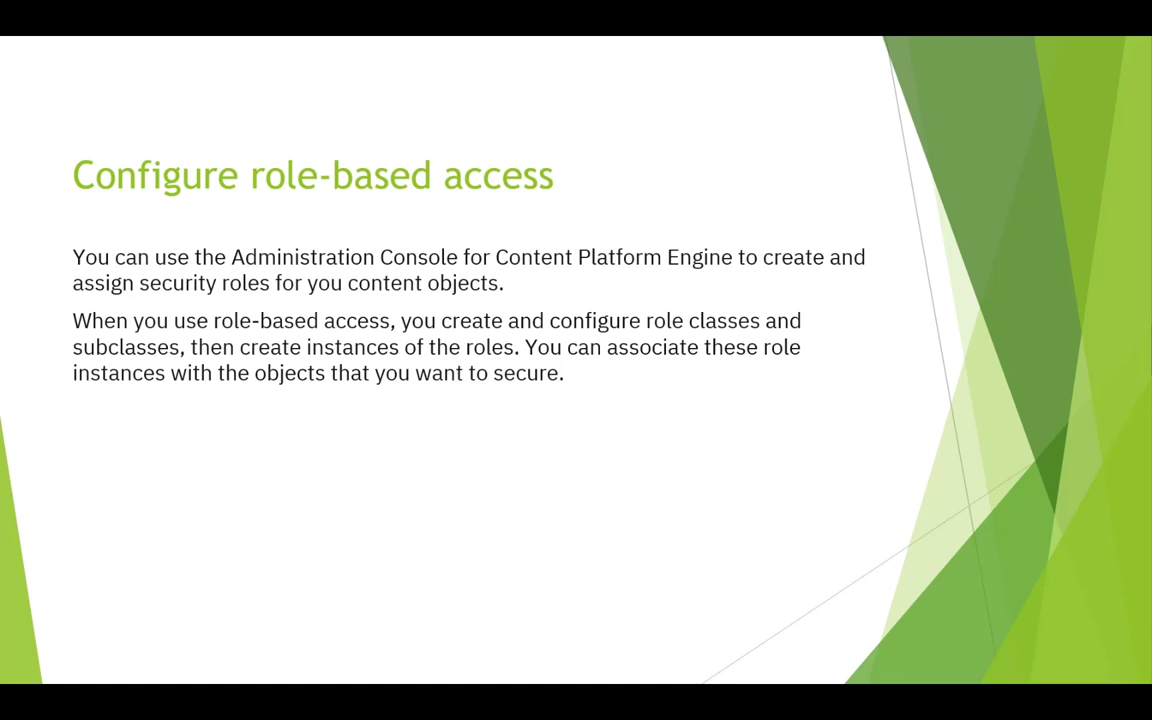 Configure role-based access
You can use the Administration Console for Content Platform Engine to create and
assign security roles for you content objects.
When you use role-based access, you create and configure role classes and
subclasses, then create instances of the roles. You can associate these role
instances with the objects that you want to secure.